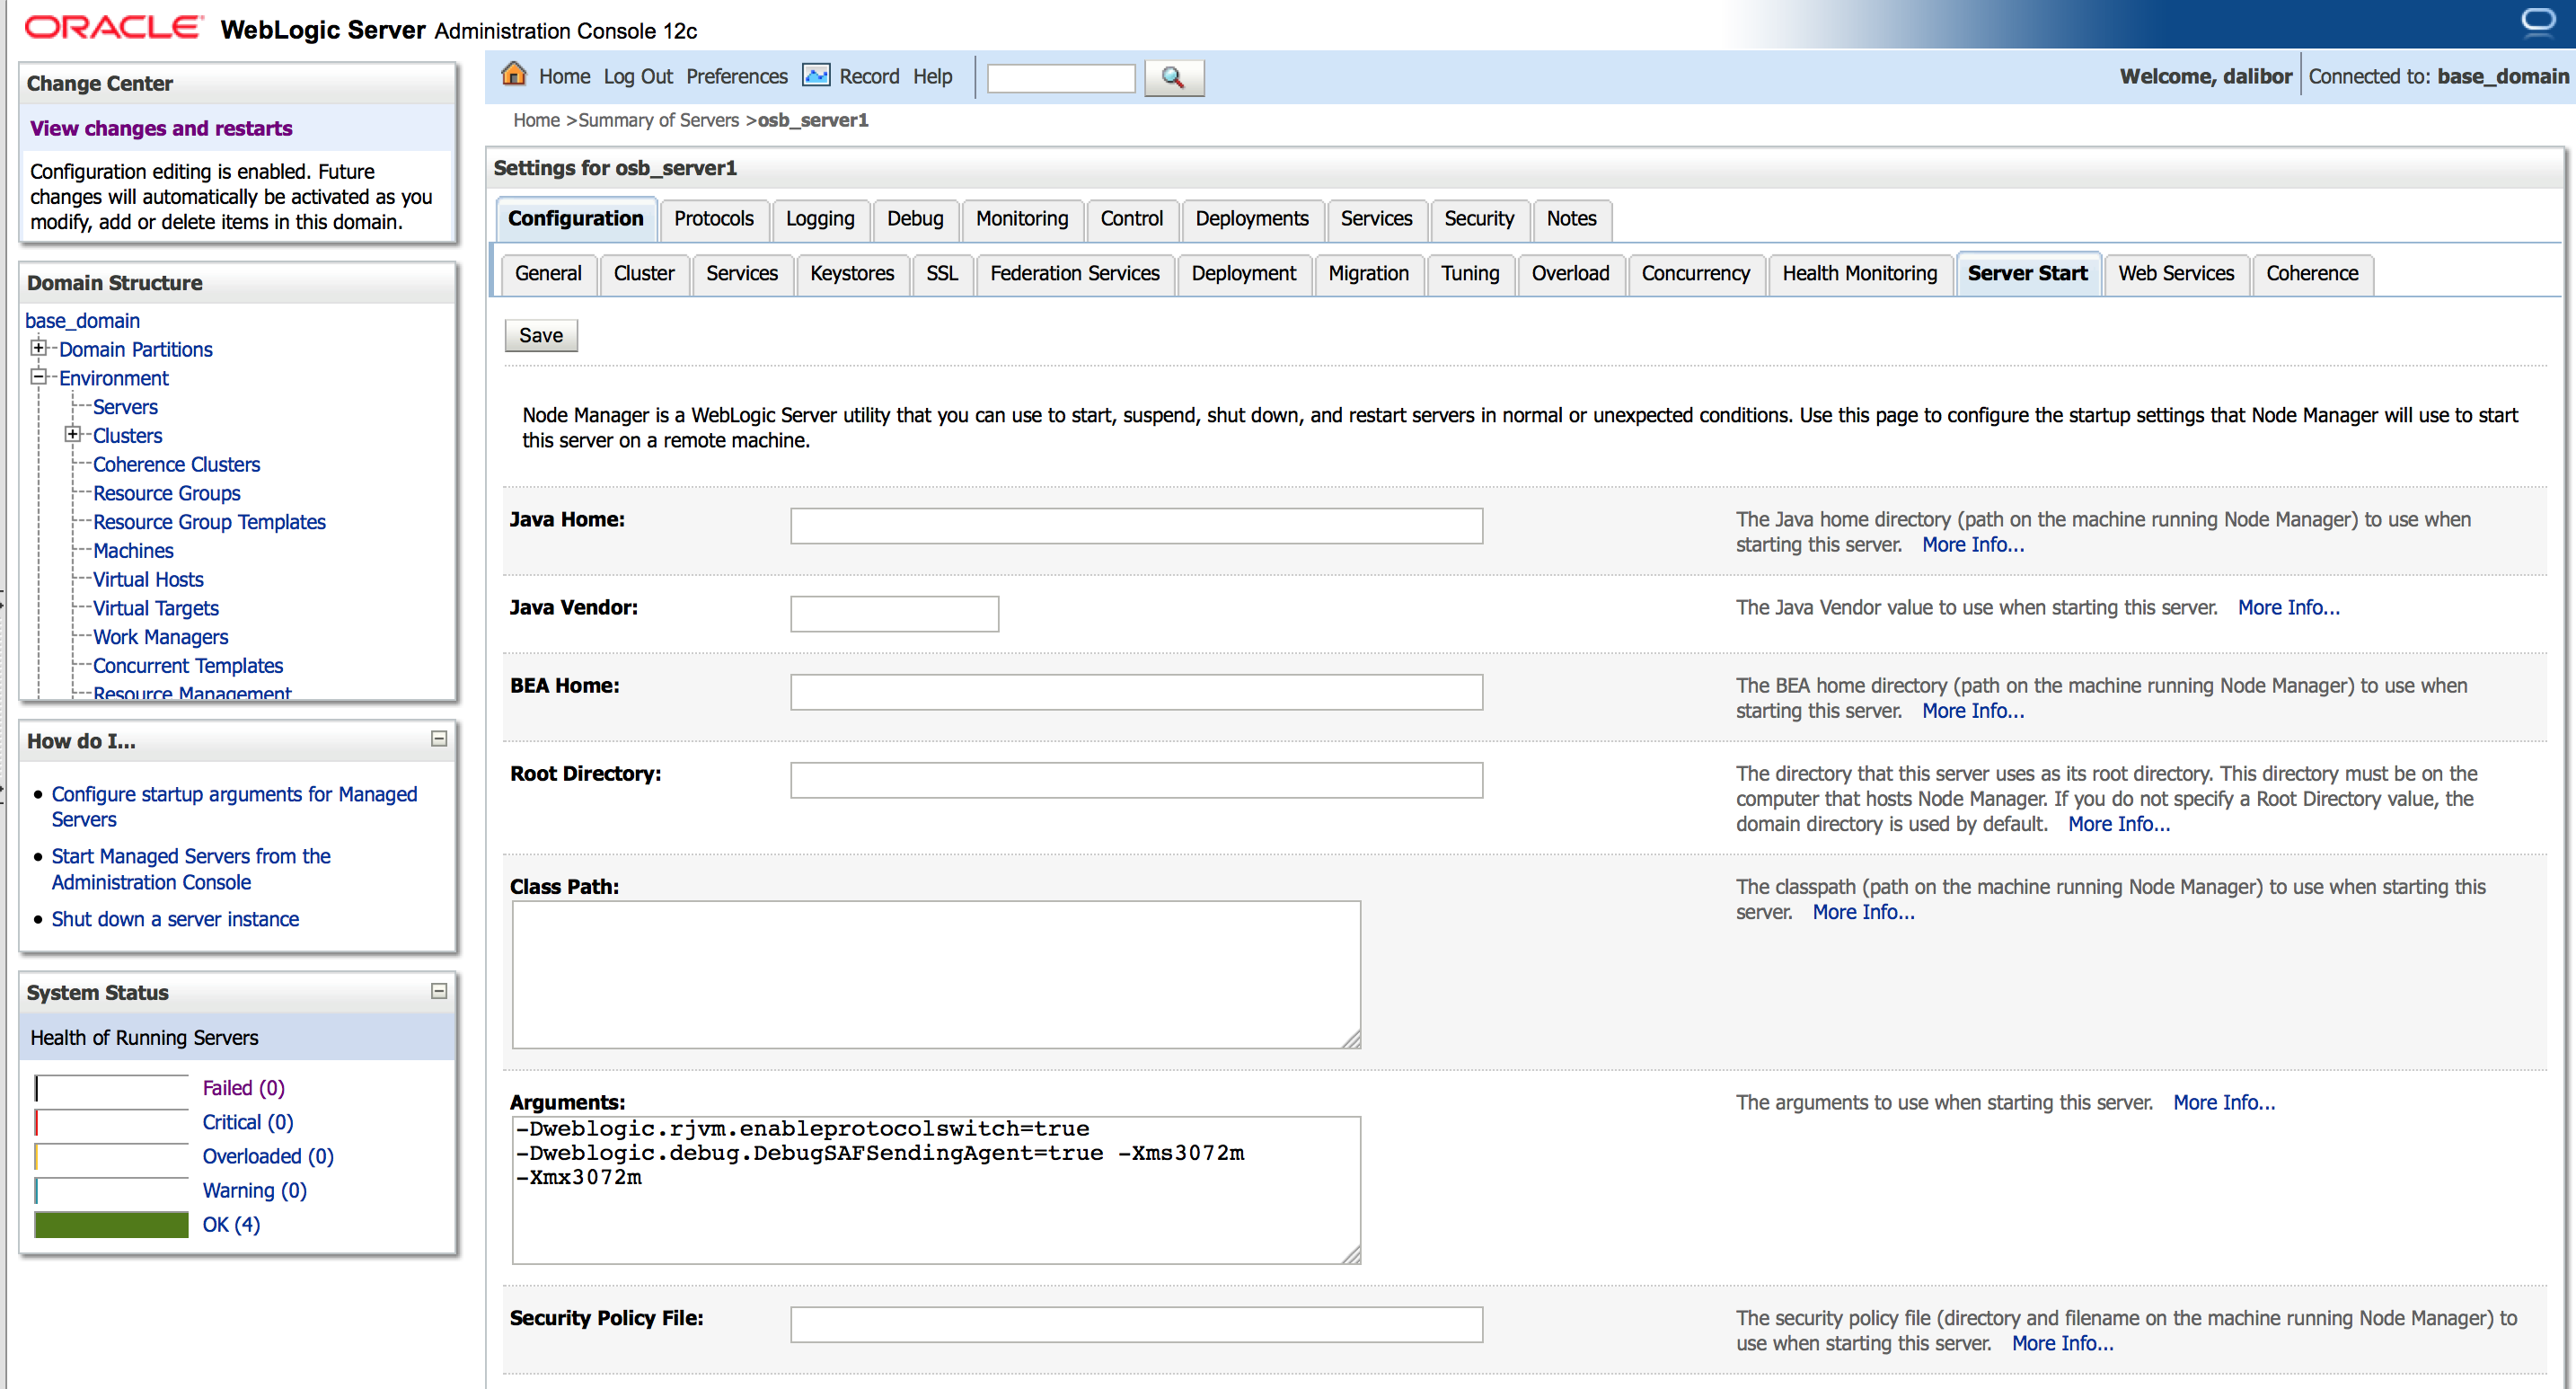 ORACLE WebLogic Server Administration Console 12c
Change Center
View changes and restarts
Configuration editing is enabled. Future
changes will automatically be activated as you
modify, add or delete items in this domain.
Domain Structure
base_domain
Domain Partitions
Environment
Servers
Clusters
Coherence Clusters
Resource Groups
Resource Group Templates
Machines
Virtual Hosts
Virtual Targets
Work Managers
Concurrent Templates
Resource Management
How do I...
Configure startup arguments for Managed
Servers
Start Managed Servers from the
Administration Console
Shut down a server instance
System Status
Health of Running Servers
Failed (0)
Critical (0)
Overloaded (0)
Warning (0)
OK (4)
Home Log Out Preferences Record Help
Welcome, dalibor Connected to: base_domain
Home >Summary of Servers >osb_server1
Settings for osb_server1
Configuration Protocols Logging Debug Monitoring Control Deployments Services Security Notes
General Cluster Services Keystores SSL Federation Services Deployment Migration Tuning Overload Concurrency Health Monitoring Server Start Web Services Coherence
Save
Node Manager is a WebLogic Server utility that you can use to start, suspend, shut down, and restart servers in normal or unexpected conditions. Use this page to configure the startup settings that Node Manager will use to start
this server on a remote machine.
Java Home:
The Java home directory (path on the machine running Node Manager) to use when
starting this server. More Info...
Java Vendor:
The Java Vendor value to use when starting this server. More Info...
BEA Home:
The BEA home directory (path on the machine running Node Manager) to use when
starting this server. More Info...
Root Directory:
The directory that this server uses as its root directory. This directory must be on the
computer that hosts Node Manager. If you do not specify a Root Directory value, the
domain directory is used by default. More Info...
Class Path:
The classpath (path on the machine running Node Manager) to use when starting this
server. More Info...
Arguments:
The arguments to use when starting this server. More Info...
-Dweblogic.rjvm.enableprotocolswitch=true
-Dweblogic.debug.DebugSAFSendingAgent=true -Xms3072m
-Xmx3072m
Security Policy File:
The security policy file (directory and filename on the machine running Node Manager) to
use when starting this server. More Info...